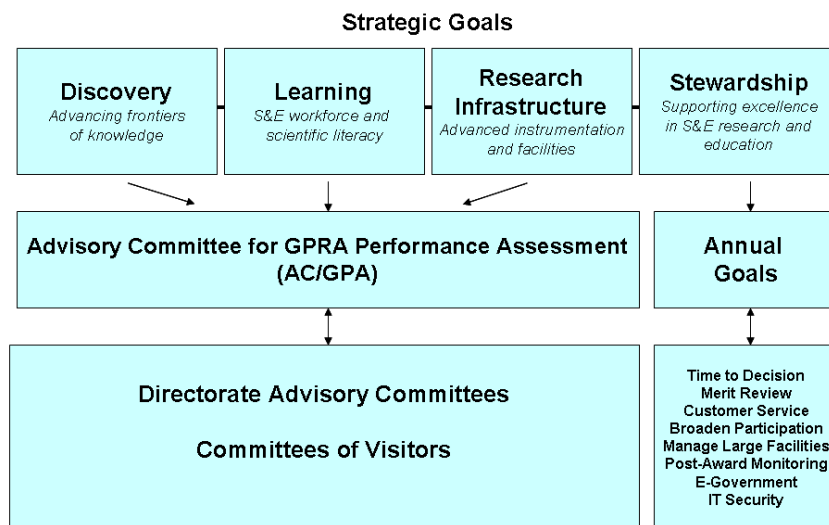 Strategic Goals
Discovery
Advancing frontiers
of knowledge
Learning
S&E workforce and
scientific literacy
Research
Infrastructure
Advanced instrumentation
and facilities
Stewardship
Supporting excellence
in S&E research and
education
Advisory Committee for GPRA Performance Assessment
(AC/GPA)
Annual
Goals
Directorate Advisory Committees
Committees of Visitors
Time to Decision
Merit Review
Customer Service
Broaden Participation
Manage Large Facilities
Post-Award Monitoring
E-Government
IT Security